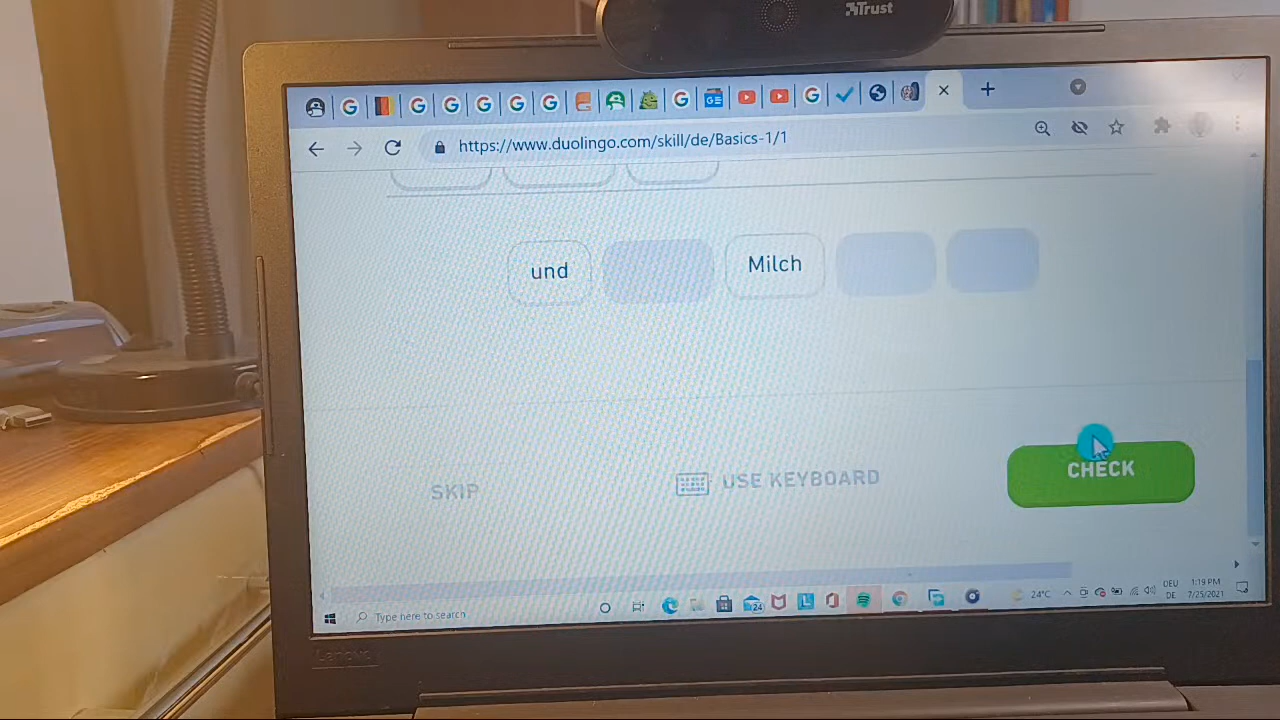 Trust
https://www.duolingo.com/skill/de/Basics-1/1
und
Milch
SKIP
USE KEYBOARD
CHECK
Type here to search
24
24°C
DEU
DE
1:19 PM
7/25/2021
Lenovo